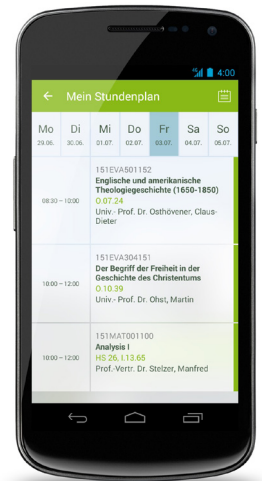 4:00
Mein Stundenplan
Mo Di Mi Do Fr Sa So
29.06. 30.06. 01.07. 02.07. 03.07. 04.07. 05.07.
151EVA501152
Englische und amerikanische
Theologiegeschichte (1650-1850)
08:30 – 10:00
O.07.24
Univ.- Prof. Dr. Osthövener, Claus-
Dieter
151EVA304151
Der Begriff der Freiheit in der
Geschichte des Christentums
10:00 – 12:00
O.10.39
Univ.- Prof. Dr. Ohst, Martin
151MAT001100
Analysis I
10:00 – 12:00
HS 26, I.13.65
Prof.-Vertr. Dr. Stelzer, Manfred